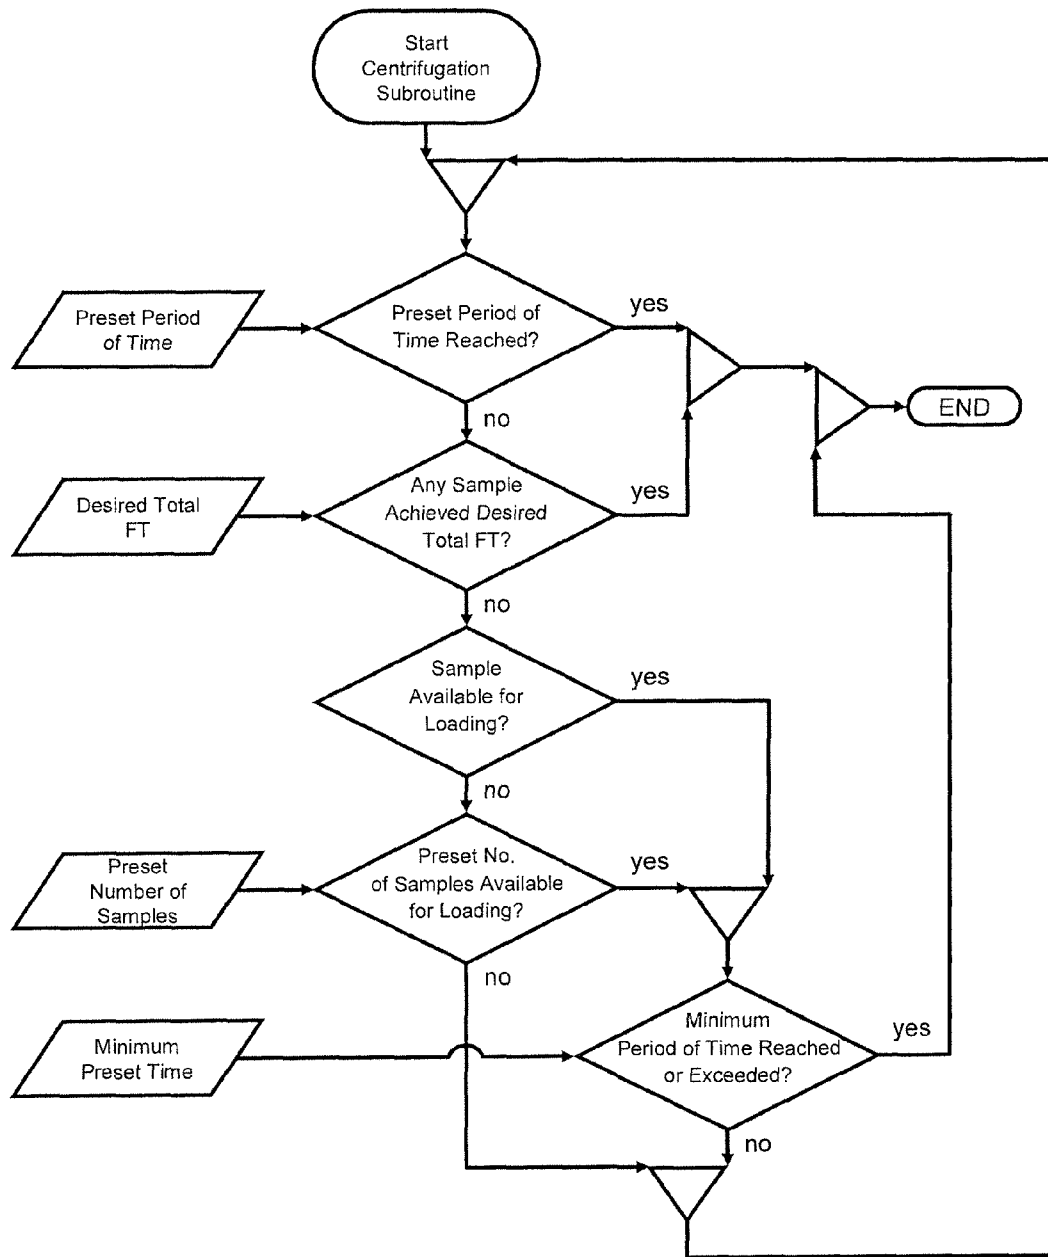 Start
Centrifugation
Subroutine
Preset Period
of Time
Preset Period of
Time Reached?
yes
no
END
Desired Total
FT
Any Sample
Achieved Desired
Total FT?
yes
no
Sample
Available for
Loading?
yes
no
Preset
Number of
Samples
Preset No.
of Samples Available
for Loading?
yes
no
Minimum
Preset Time
Minimum
Period of Time Reached
or Exceeded?
yes
no